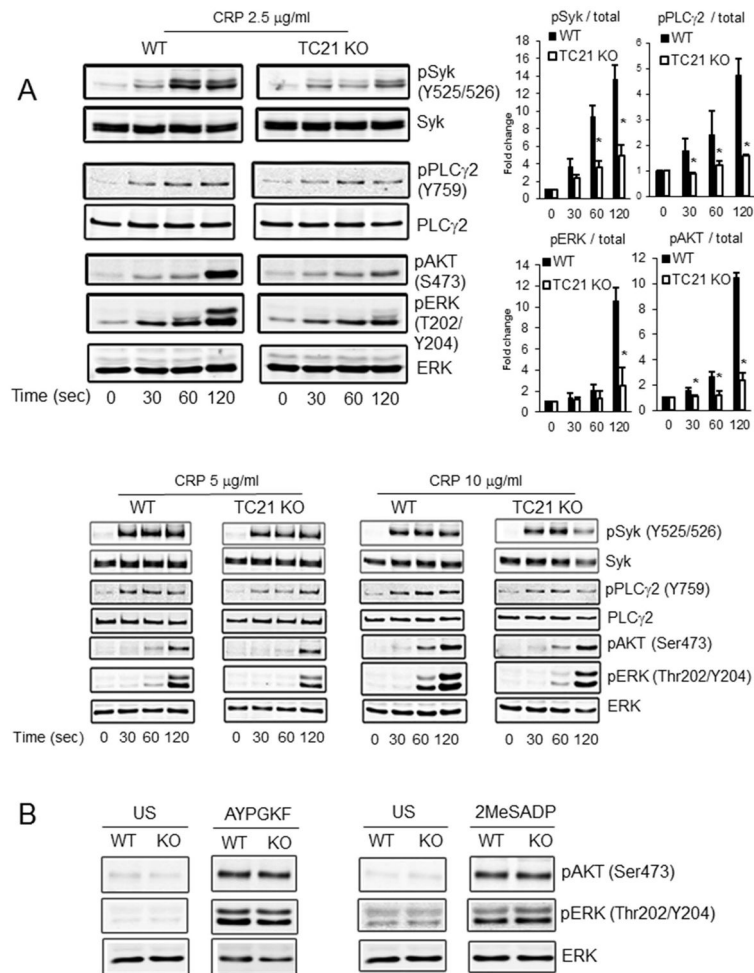 A
CRP 2.5 µg/ml
WT
TC21 KO
pSyk
(Y525/526)
Syk
pPLCγ2
(Y759)
PLCγ2
pAKT
(S473)
pERK
(T202/
Y204)
ERK
Time (sec) 0 30 60 120 0 30 60 120
pSyk / total
WT
TC21 KO
Fold change
18
16
14
12
10
8
6
4
2
0
* *
0 30 60 120
pPLCγ2 / total
WT
TC21 KO
6
5
4
3
2
1
0
* * *
0 30 60 120
pERK / total
WT
TC21 KO
Fold change
14
12
10
8
6
4
2
0
*
0 30 60 120
pAKT / total
WT
TC21 KO
12
10
8
6
4
2
0
* * *
0 30 60 120
CRP 5 µg/ml CRP 10 µg/ml
WT TC21 KO WT TC21 KO
pSyk (Y525/526)
Syk
pPLCγ2 (Y759)
PLCγ2
pAKT (Ser473)
pERK (Thr202/Y204)
ERK
Time (sec) 0 30 60 120 0 30 60 120 0 30 60 120 0 30 60 120
B
US AYPGKF US 2MeSADP
WT KO WT KO WT KO WT KO
pAKT (Ser473)
pERK (Thr202/Y204)
ERK